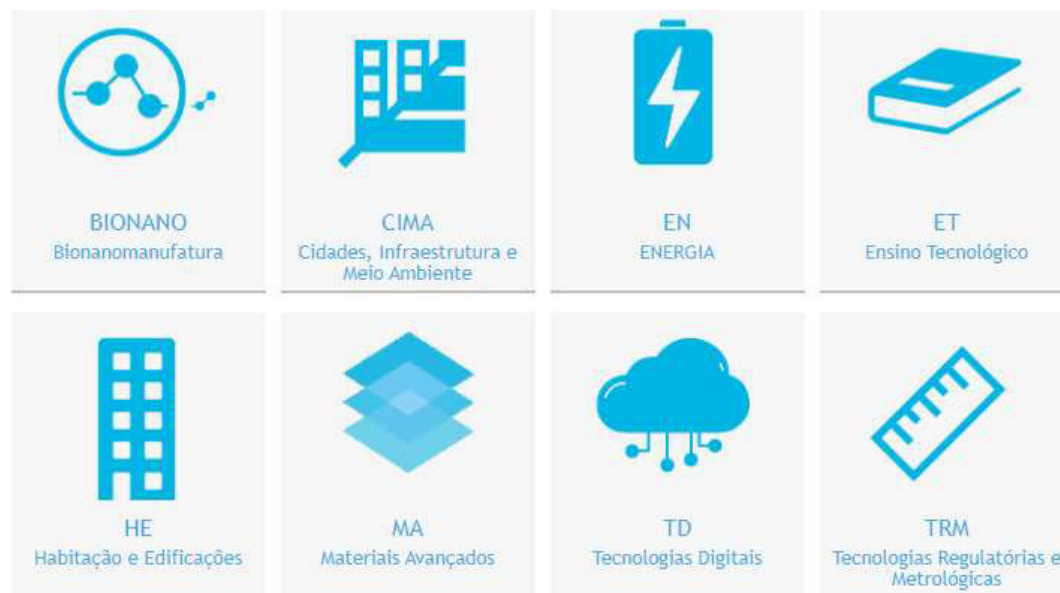 BIONANO
Bionanomanufatura
CIMA
Cidades, Infraestrutura e
Meio Ambiente
EN
ENERGIA
ET
Ensino Tecnológico
HE
Habitação e Edificações
MA
Materiais Avançados
TD
Tecnologias Digitais
TRM
Tecnologias Regulatórias e
Metrológicas